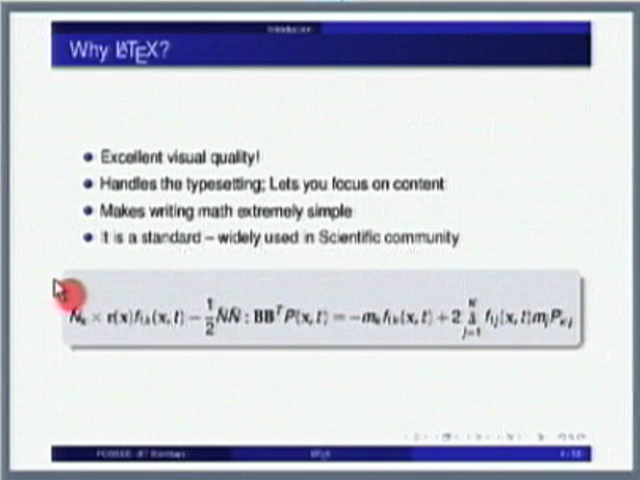 Introduction
Why LATEX?
Excellent visual quality!
Handles the typesetting; Lets you focus on content
Makes writing math extremely simple
It is a standard – widely used in Scientific community
LATEX